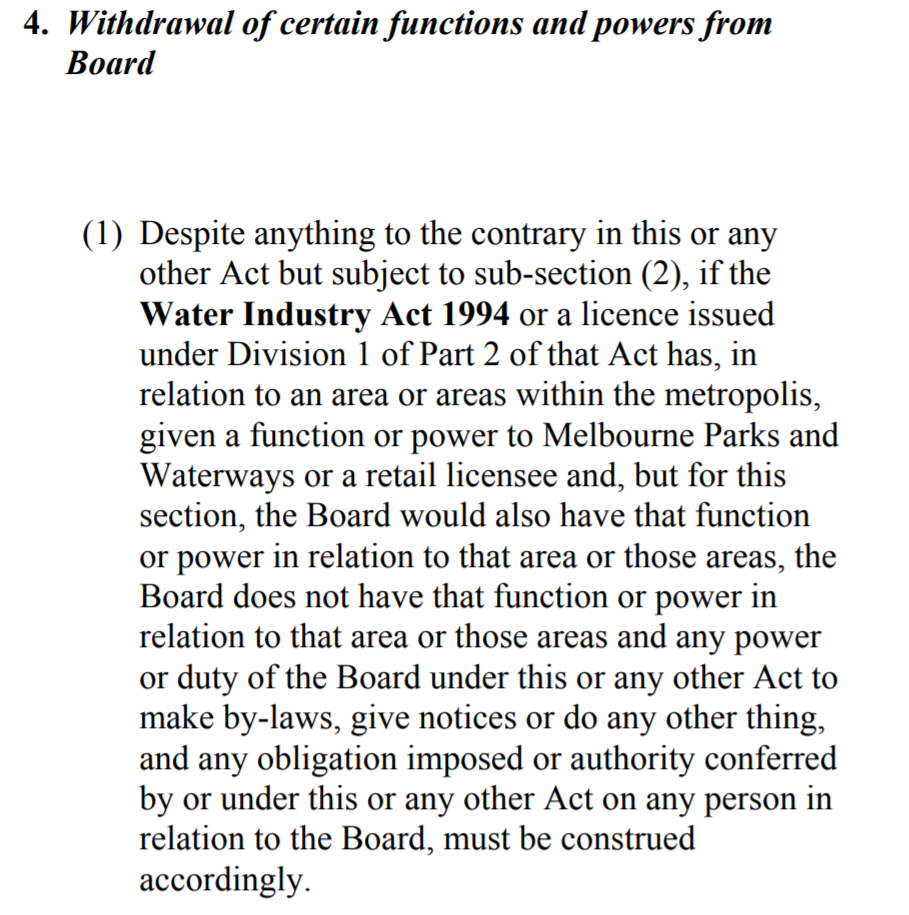 4. Withdrawal of certain functions and powers from
Board
(1) Despite anything to the contrary in this or any
other Act but subject to sub-section (2), if the
Water Industry Act 1994 or a licence issued
under Division 1 of Part 2 of that Act has, in
relation to an area or areas within the metropolis,
given a function or power to Melbourne Parks and
Waterways or a retail licensee and, but for this
section, the Board would also have that function
or power in relation to that area or those areas, the
Board does not have that function or power in
relation to that area or those areas and any power
or duty of the Board under this or any other Act to
make by-laws, give notices or do any other thing,
and any obligation imposed or authority conferred
by or under this or any other Act on any person in
relation to the Board, must be construed
accordingly.